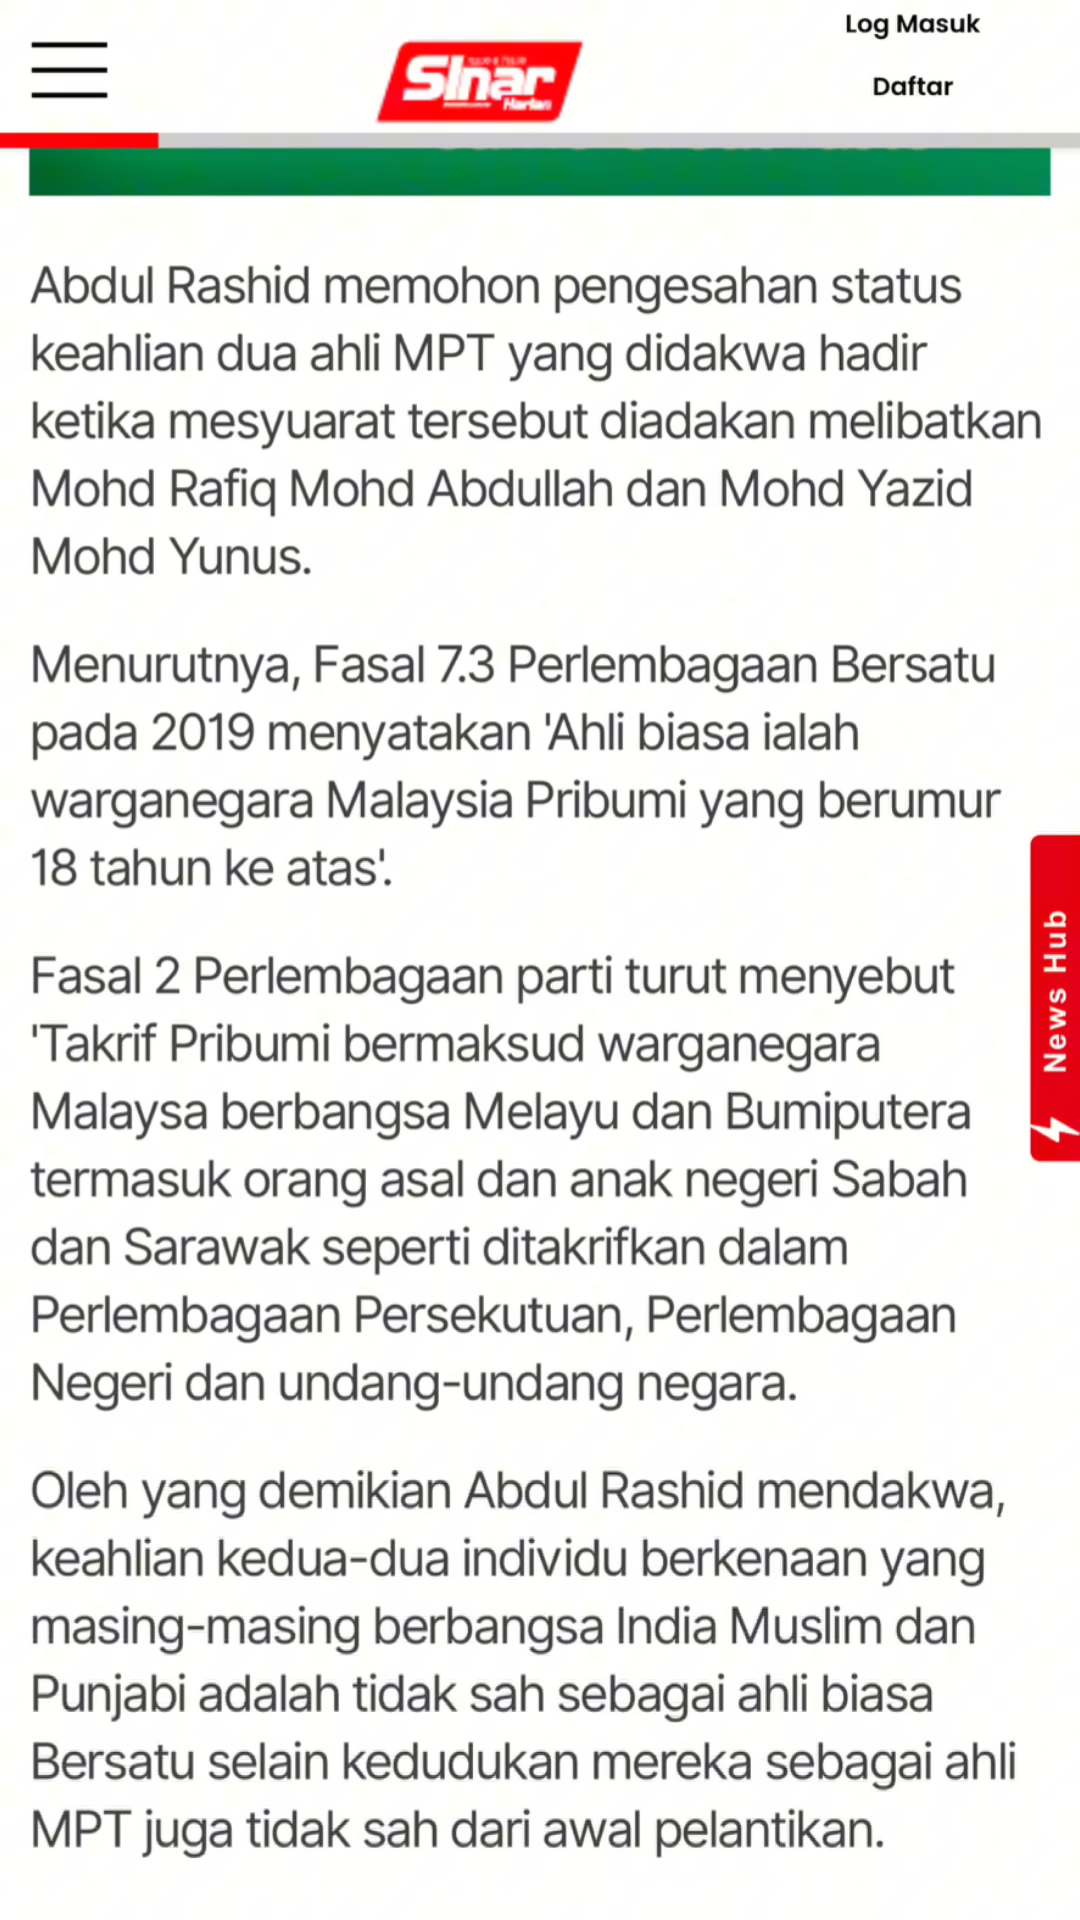 Log Masuk
Sinar
Harian
Daftar
Abdul Rashid memohon pengesahan status
keahlian dua ahli MPT yang didakwa hadir
ketika mesyuarat tersebut diadakan melibatkan
Mohd Rafiq Mohd Abdullah dan Mohd Yazid
Mohd Yunus.
Menurutnya, Fasal 7.3 Perlembagaan Bersatu
pada 2019 menyatakan 'Ahli biasa ialah
warganegara Malaysia Pribumi yang berumur
18 tahun ke atas'.
Fasal 2 Perlembagaan parti turut menyebut
'Takrif Pribumi bermaksud warganegara
Malaysa berbangsa Melayu dan Bumiputera
termasuk orang asal dan anak negeri Sabah
dan Sarawak seperti ditakrifkan dalam
Perlembagaan Persekutuan, Perlembagaan
Negeri dan undang-undang negara.
Oleh yang demikian Abdul Rashid mendakwa,
keahlian kedua-dua individu berkenaan yang
masing-masing berbangsa India Muslim dan
Punjabi adalah tidak sah sebagai ahli biasa
Bersatu selain kedudukan mereka sebagai ahli
MPT juga tidak sah dari awal pelantikan.
News Hub